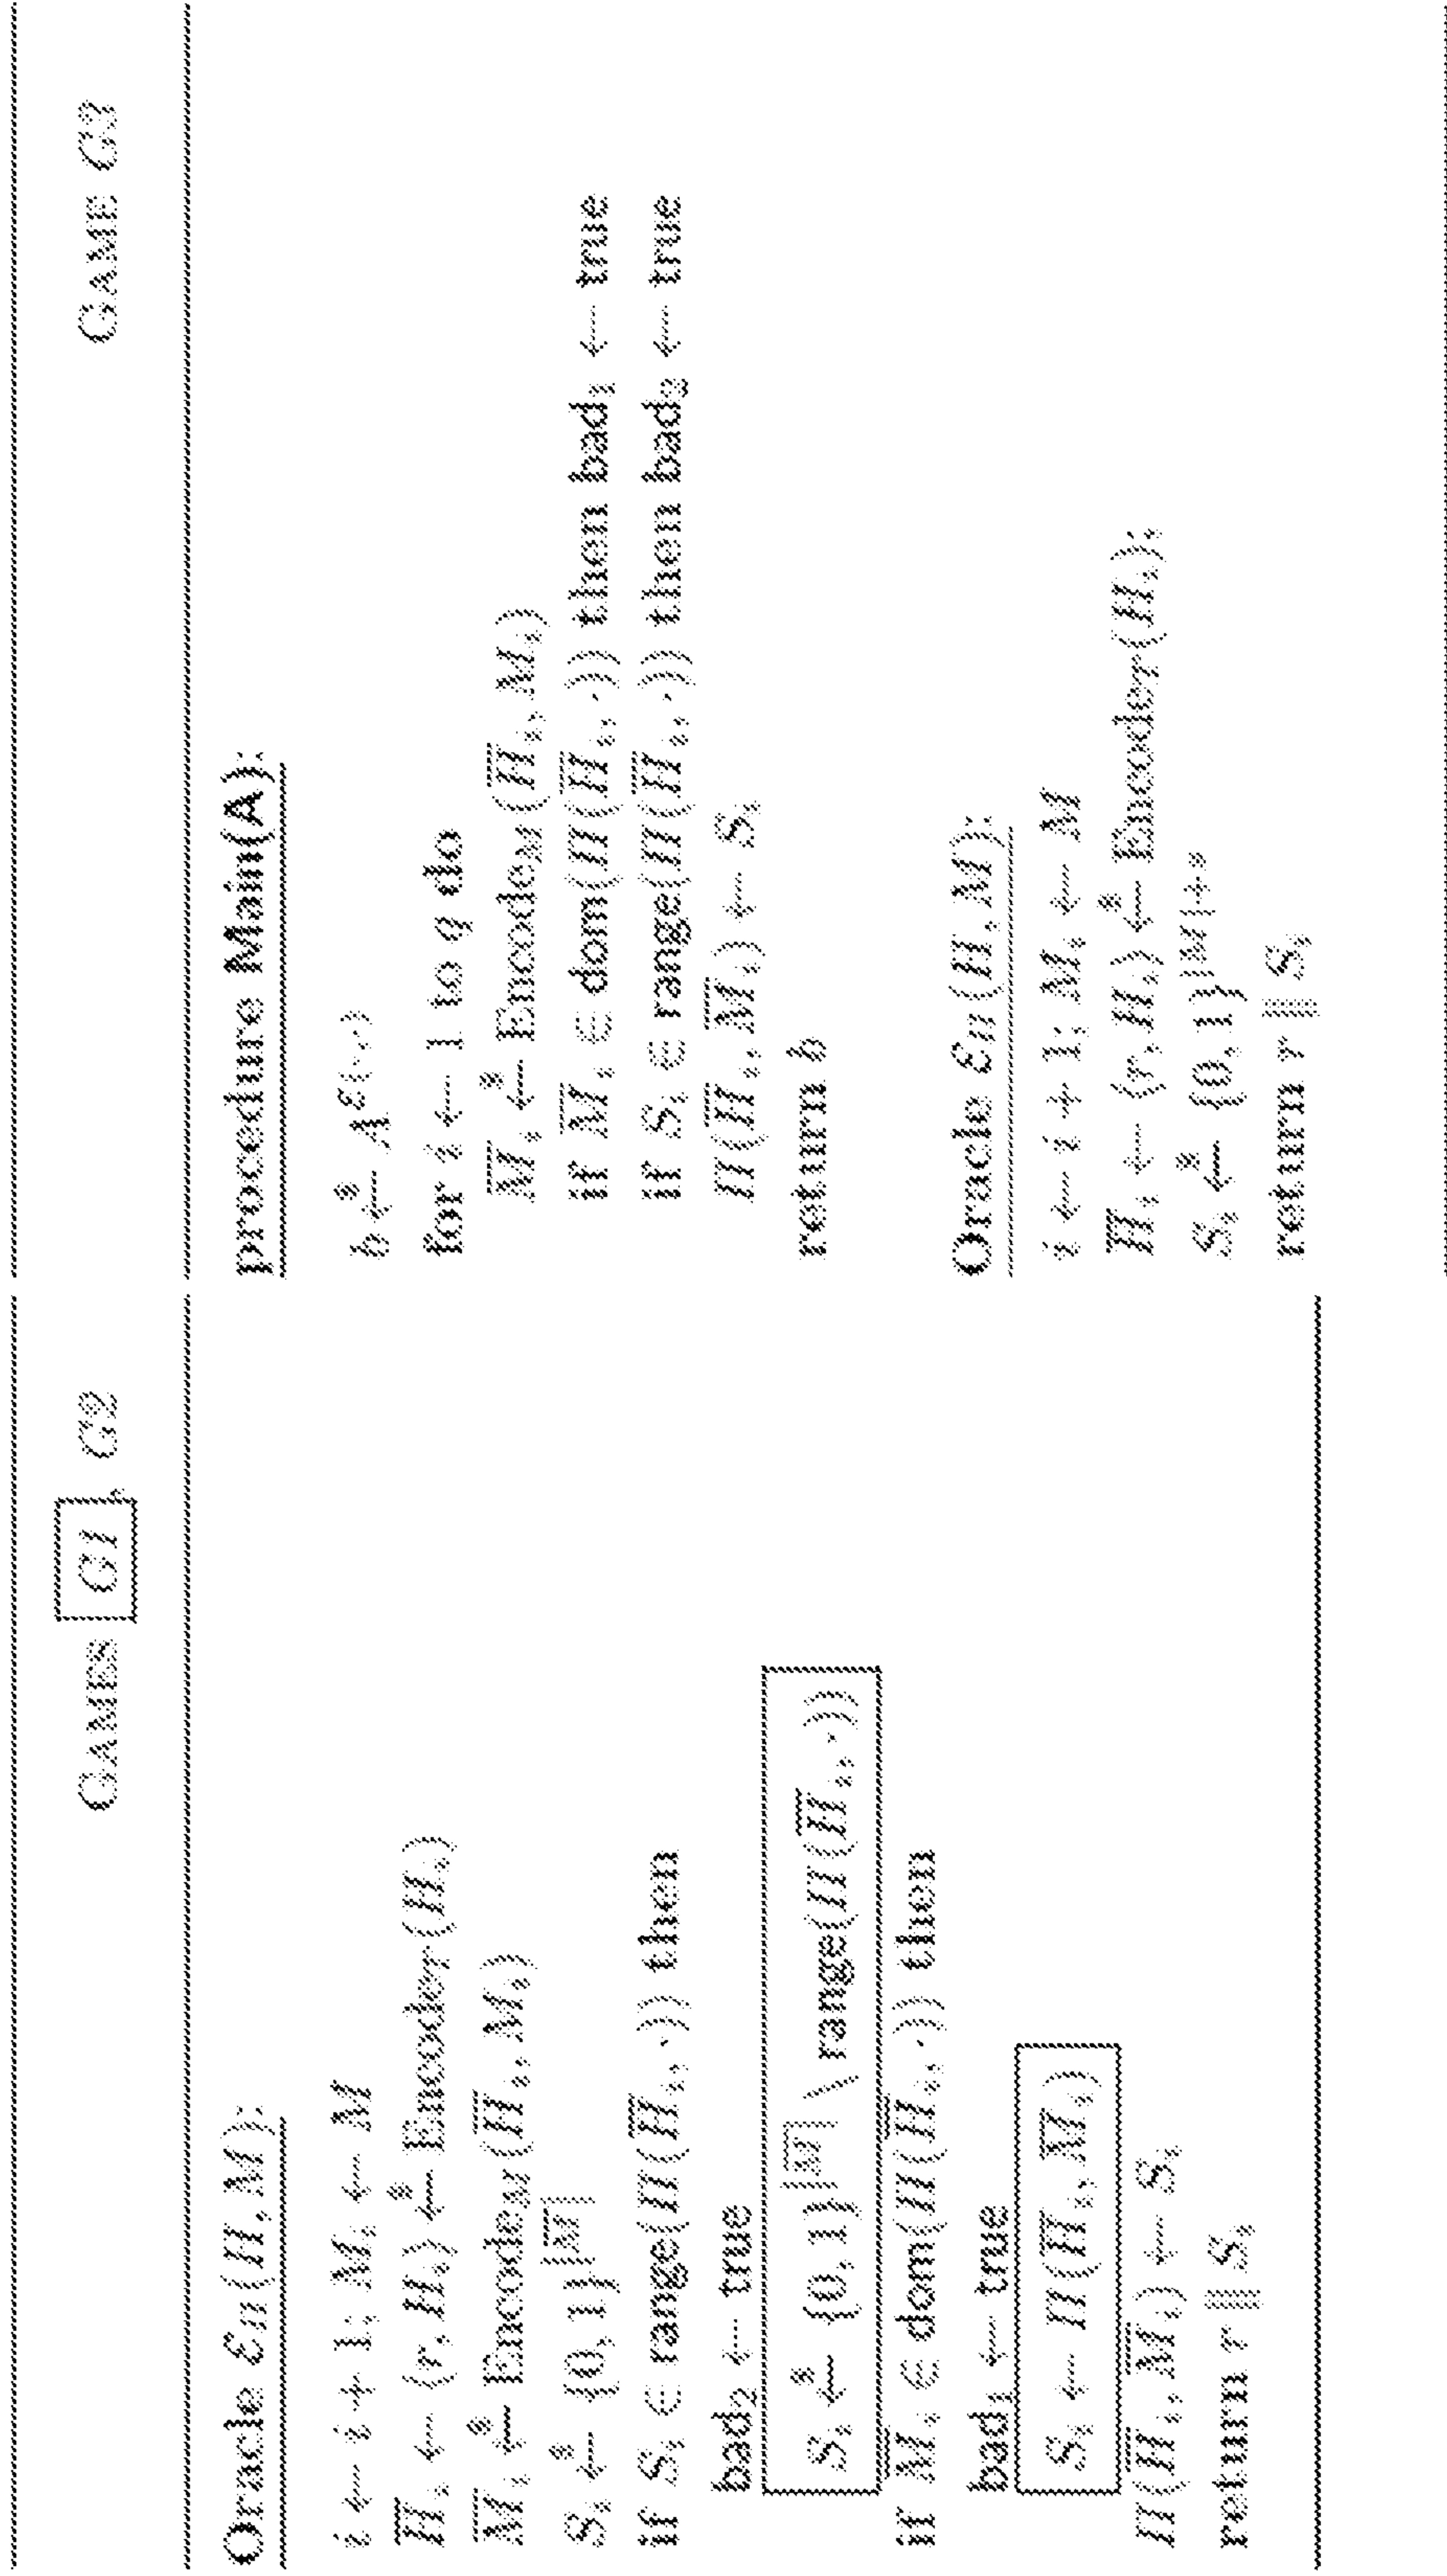 GAMES G1, G2
Oracle 𝓔_Π(H, M):
i ← i + 1; M_i ← M
H̅_i ← (r, H_i) ←$ Encode_T(H_i)
M̅_i ←$ Encode_M(H̅_i, M_i)
S_i ←$ {0, 1}^|M̅|
if S_i ∈ range(Π(H̅_i, ·)) then
bad₂ ← true
S_i ←$ {0, 1}^|M̅| \ range(Π(H̅_i, ·))
if M̅_i ∈ dom(Π(H̅_i, ·)) then
bad₁ ← true
S_i ← Π(H̅_i, M̅_i)
Π(H̅_i, M̅_i) ← S_i
return r ∥ S_i
GAME G3
procedure Main(A):
b ←$ A^𝓔(·,·)
for i ← 1 to q do
M̅_i ←$ Encode_M(H̅_i, M_i)
if M̅_i ∈ dom(Π(H̅_i, ·)) then bad₁ ← true
if S_i ∈ range(Π(H̅_i, ·)) then bad₂ ← true
Π(H̅_i, M̅_i) ← S_i
return b
Oracle 𝓔_Π(H, M):
i ← i + 1; M_i ← M
H̅_i ← (r, H_i) ←$ Encode_T(H_i);
S_i ←$ {0, 1}^|M|+s
return r ∥ S_i